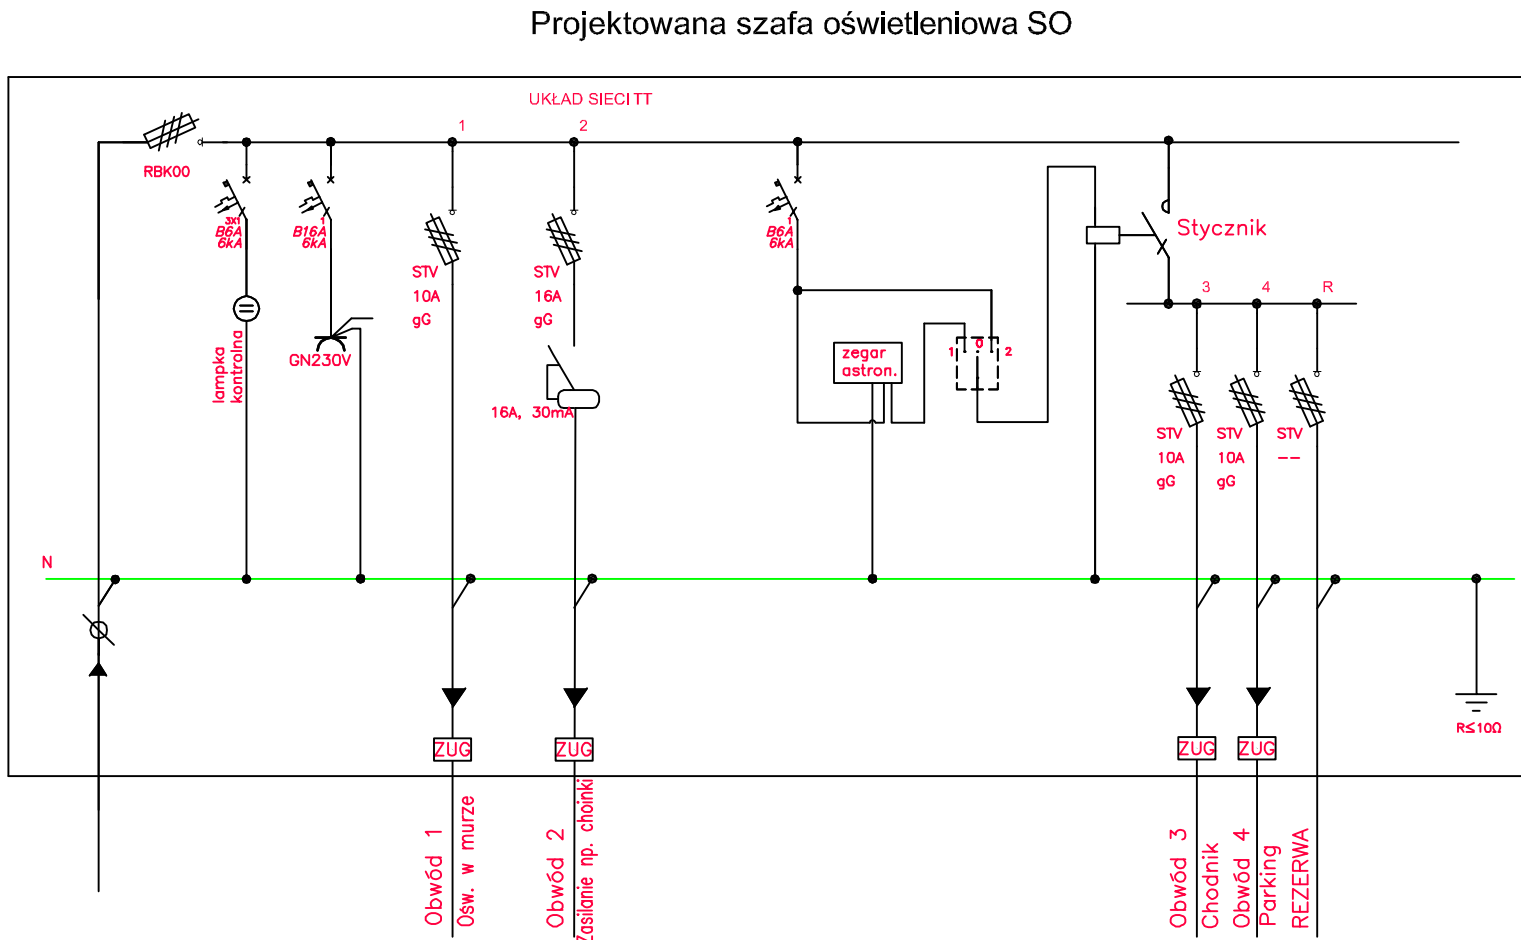 Projektowana szafa oświetleniowa SO
UKŁAD SIECI TT
1
2
RBK00
3x1
B6A
6kA
1
B16A
6kA
1
B6A
6kA
Stycznik
STV
10A
gG
STV
16A
gG
3
4
R
lampka
kontrolna
GN230V
zegar
astron.
1
0
2
16A, 30mA
STV
10A
gG
STV
10A
gG
STV
--
N
R≤10Ω
ZUG
ZUG
ZUG
ZUG
Obwód 1
Ośw. w murze
Obwód 2
Zasilanie np. choinki
Obwód 3
Chodnik
Obwód 4
Parking
REZERWA